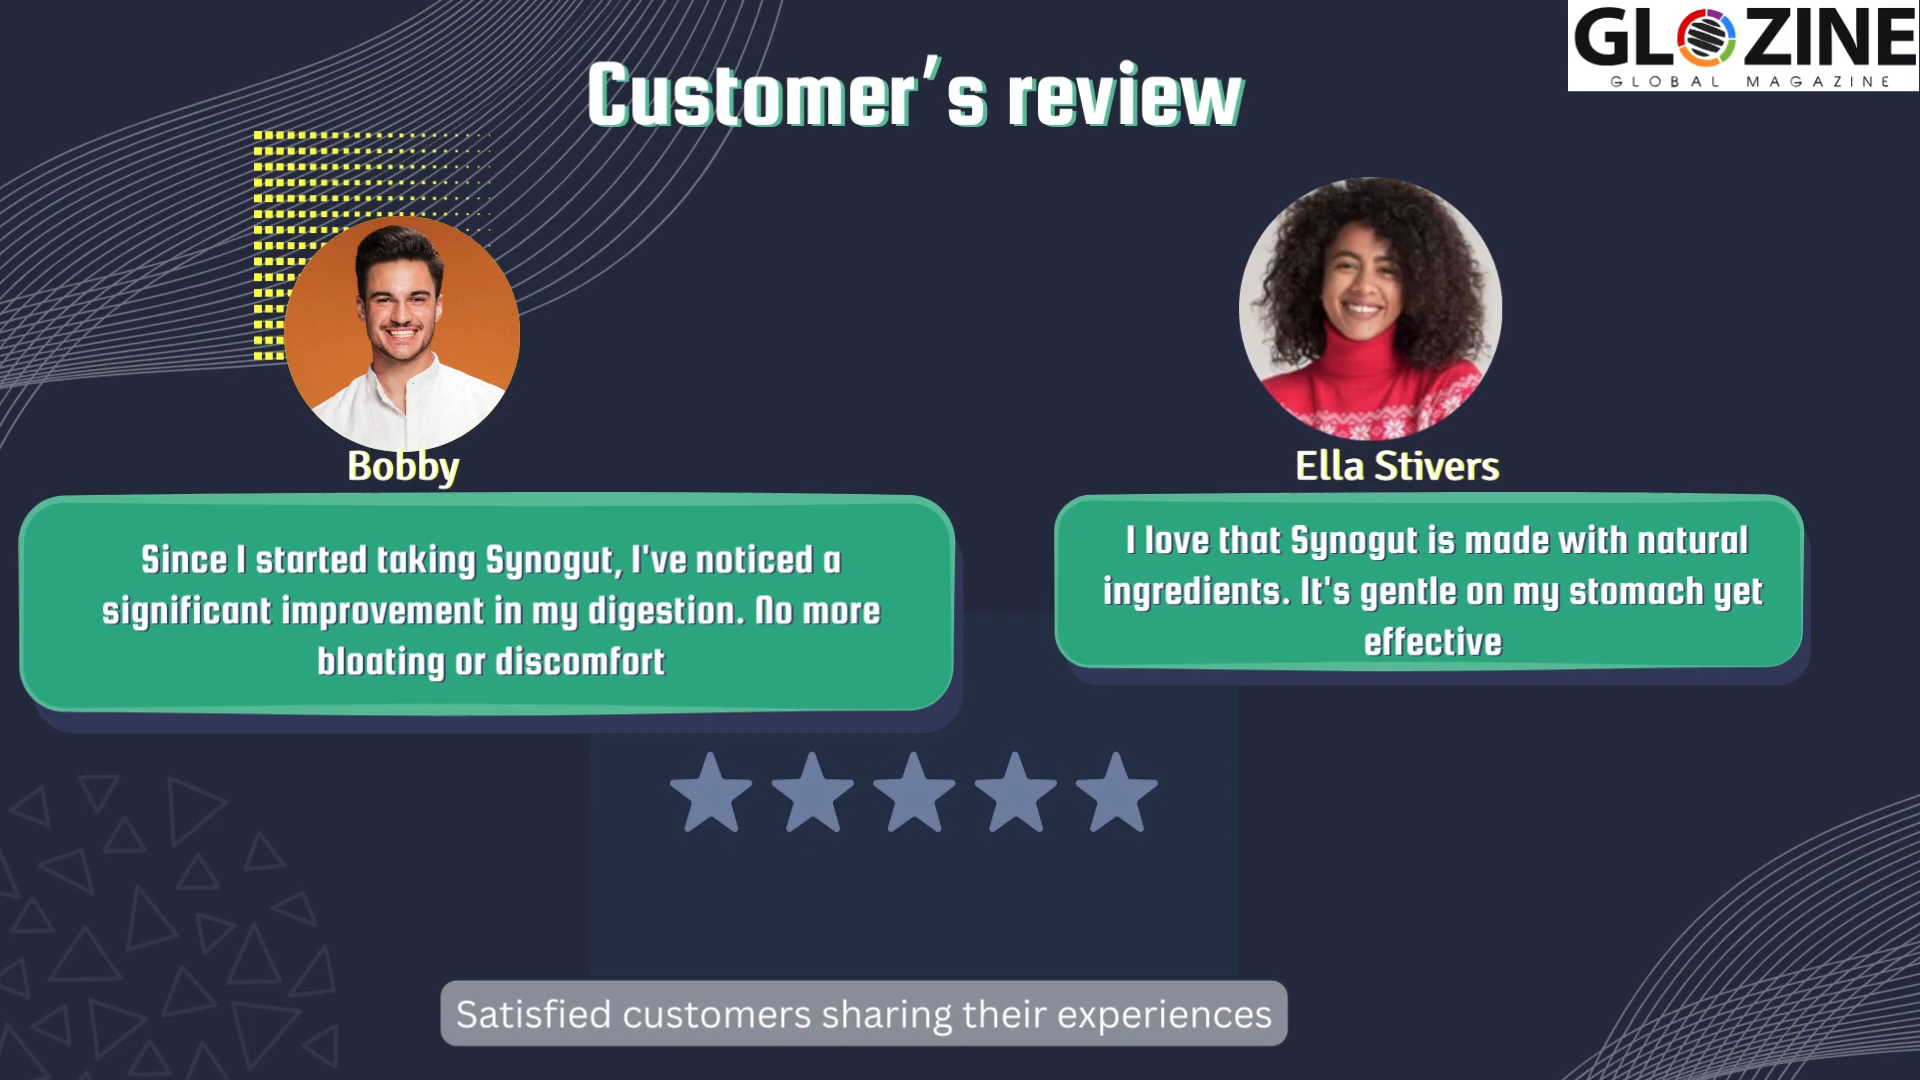 GLOZINE
GLOBAL MAGAZINE
Customer's review
Bobby
Since I started taking Synogut, I've noticed a
significant improvement in my digestion. No more
bloating or discomfort
Ella Stivers
I love that Synogut is made with natural
ingredients. It's gentle on my stomach yet
effective
Satisfied customers sharing their experiences